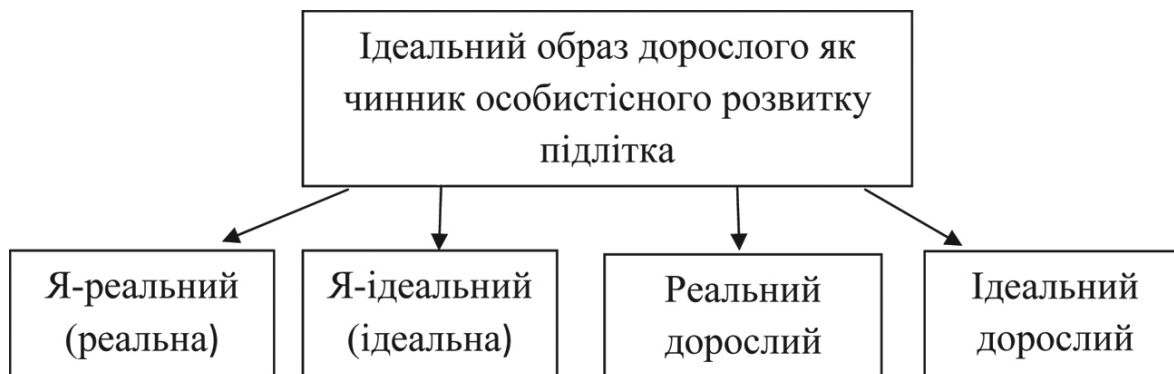 Ідеальний образ дорослого як
чинник особистісного розвитку
підлітка
Я-реальний
(реальна)
Я-ідеальний
(ідеальна)
Реальний
дорослий
Ідеальний
дорослий